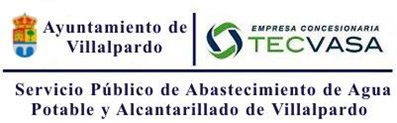 Ayuntamiento de
Villalpardo
EMPRESA CONCESIONARIA
TECVASA
Servicio Público de Abastecimiento de Agua
Potable y Alcantarillado de Villalpardo